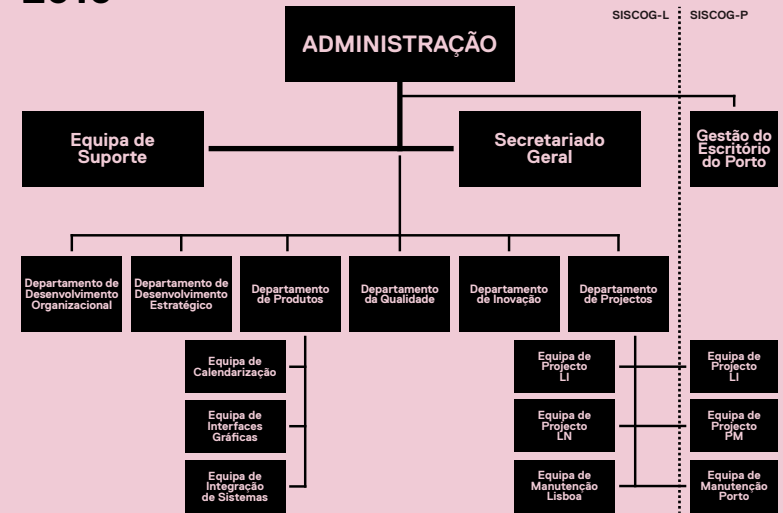 SISCOG-L
SISCOG-P
ADMINISTRAÇÃO
Equipa de
Suporte
Secretariado
Geral
Gestão do
Escritório
do Porto
Departamento de
Desenvolvimento
Organizacional
Departamento de
Desenvolvimento
Estratégico
Departamento
de Produtos
Departamento
da Qualidade
Departamento
de Inovação
Departamento
de Projectos
Equipa de
Calendarização
Equipa de
Projecto
LI
Equipa de
Projecto
LI
Equipa de
Interfaces
Gráficas
Equipa de
Projecto
LN
Equipa de
Projecto
PM
Equipa de
Integração
de Sistemas
Equipa de
Manutenção
Lisboa
Equipa de
Manutenção
Porto